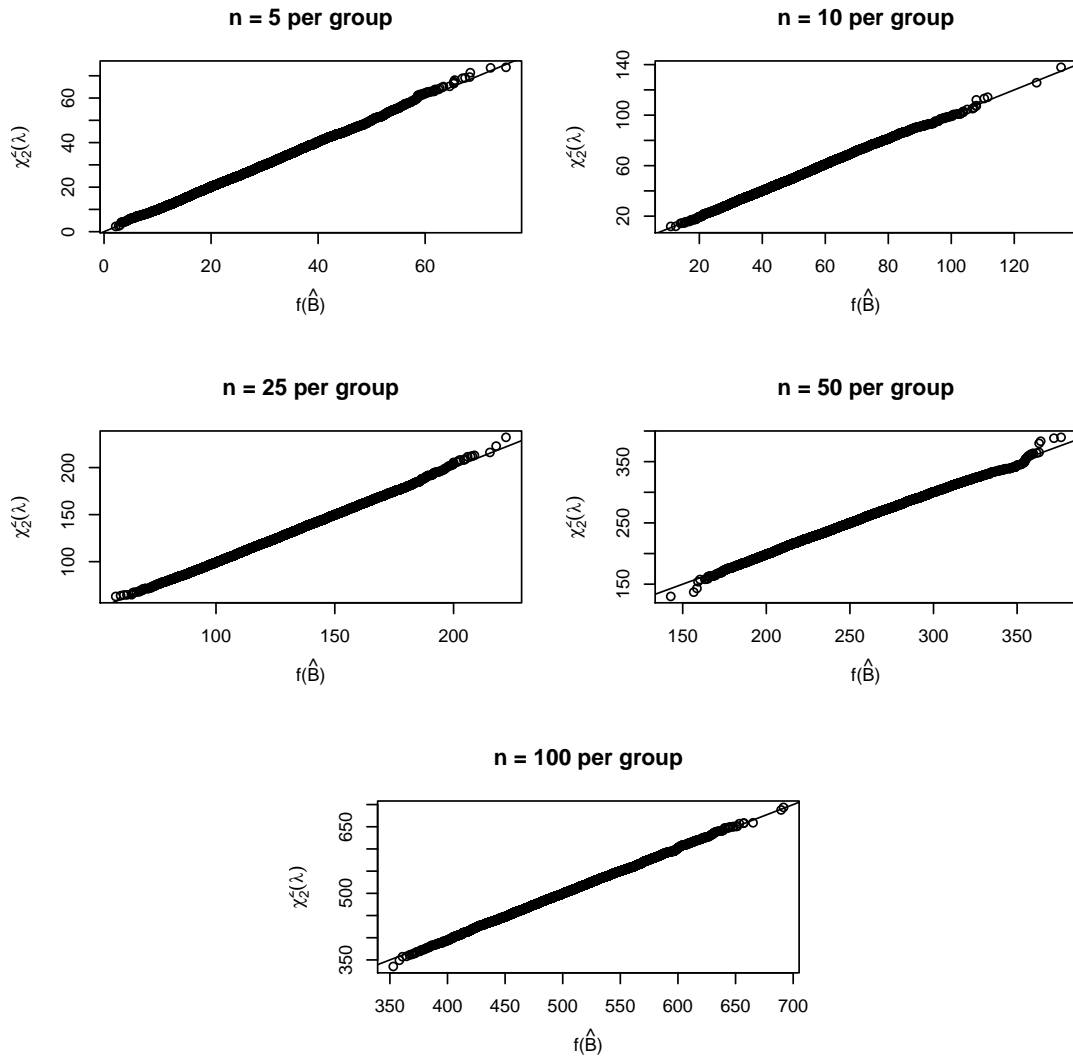 n = 5 per group
χ²₂(λ)
60
40
20
0
0 20 40 60
f(B̂)
n = 10 per group
χ²₂(λ)
140
100
60
20
20 40 60 80 100 120
f(B̂)
n = 25 per group
χ²₂(λ)
200
150
100
100 150 200
f(B̂)
n = 50 per group
χ²₂(λ)
350
250
150
150 200 250 300 350
f(B̂)
n = 100 per group
χ²₂(λ)
650
500
350
350 400 450 500 550 600 650 700
f(B̂)